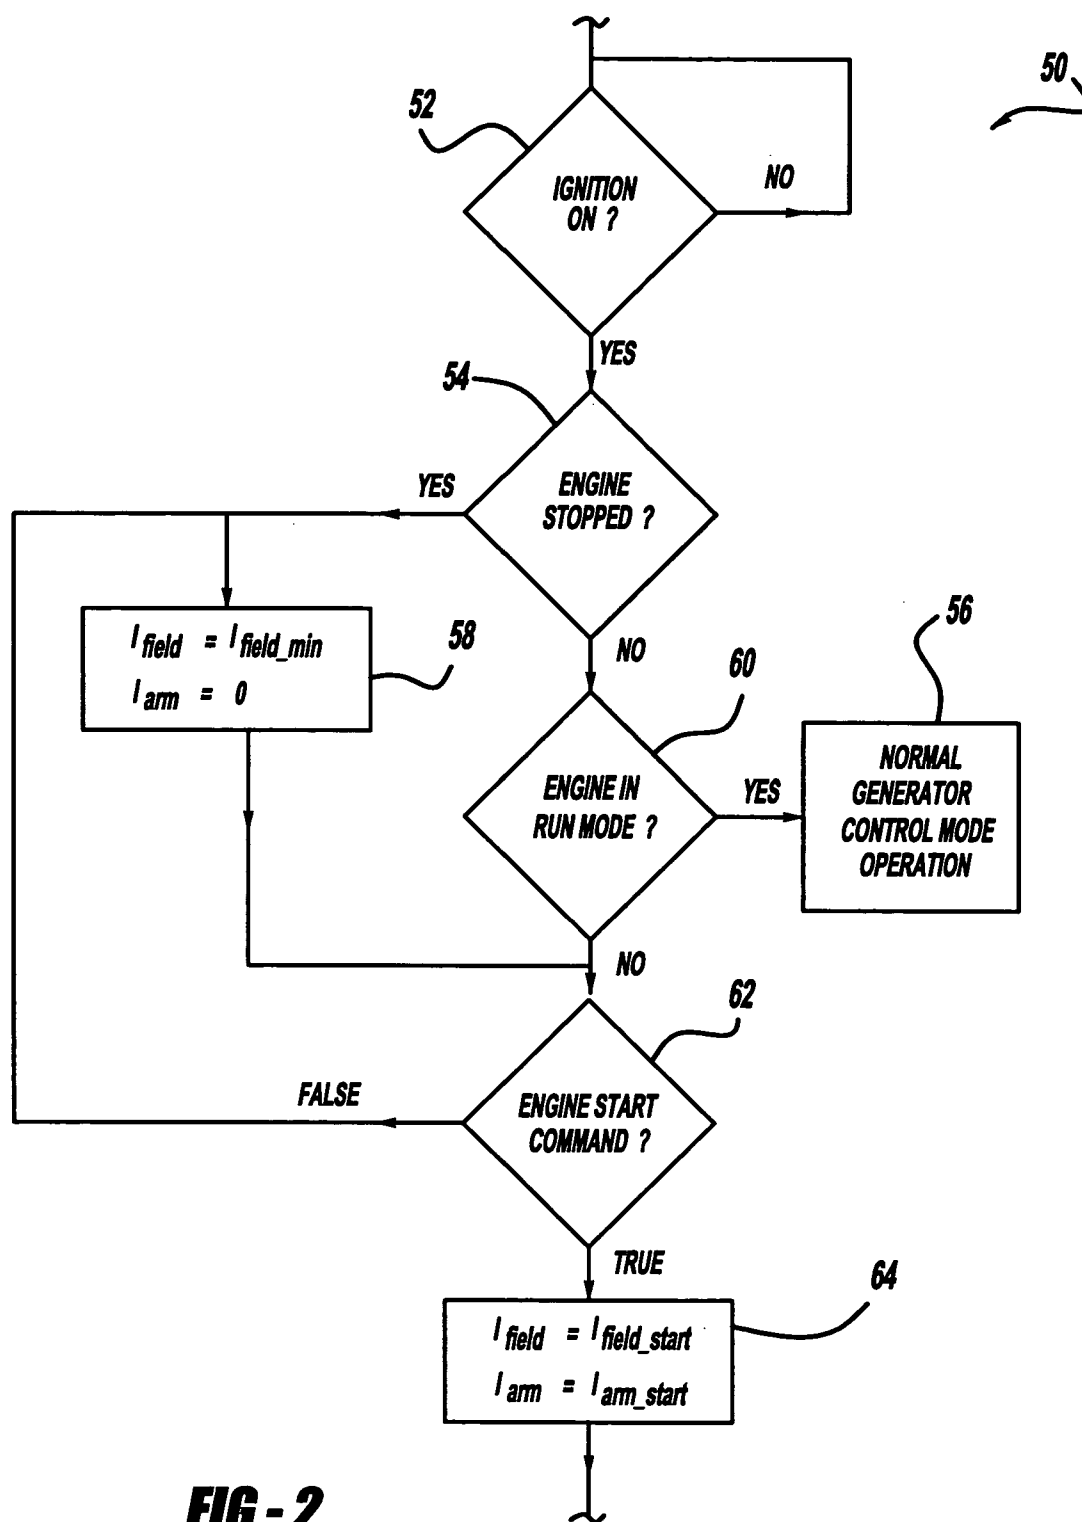 50
52
IGNITION
ON ?
NO
YES
54
YES
ENGINE
STOPPED ?
NO
I field = I field_min
I arm = 0
58
60
56
ENGINE IN
RUN MODE ?
YES
NORMAL
GENERATOR
CONTROL MODE
OPERATION
NO
62
FALSE
ENGINE START
COMMAND ?
TRUE
64
I field = I field_start
I arm = I arm_start
FIG - 2